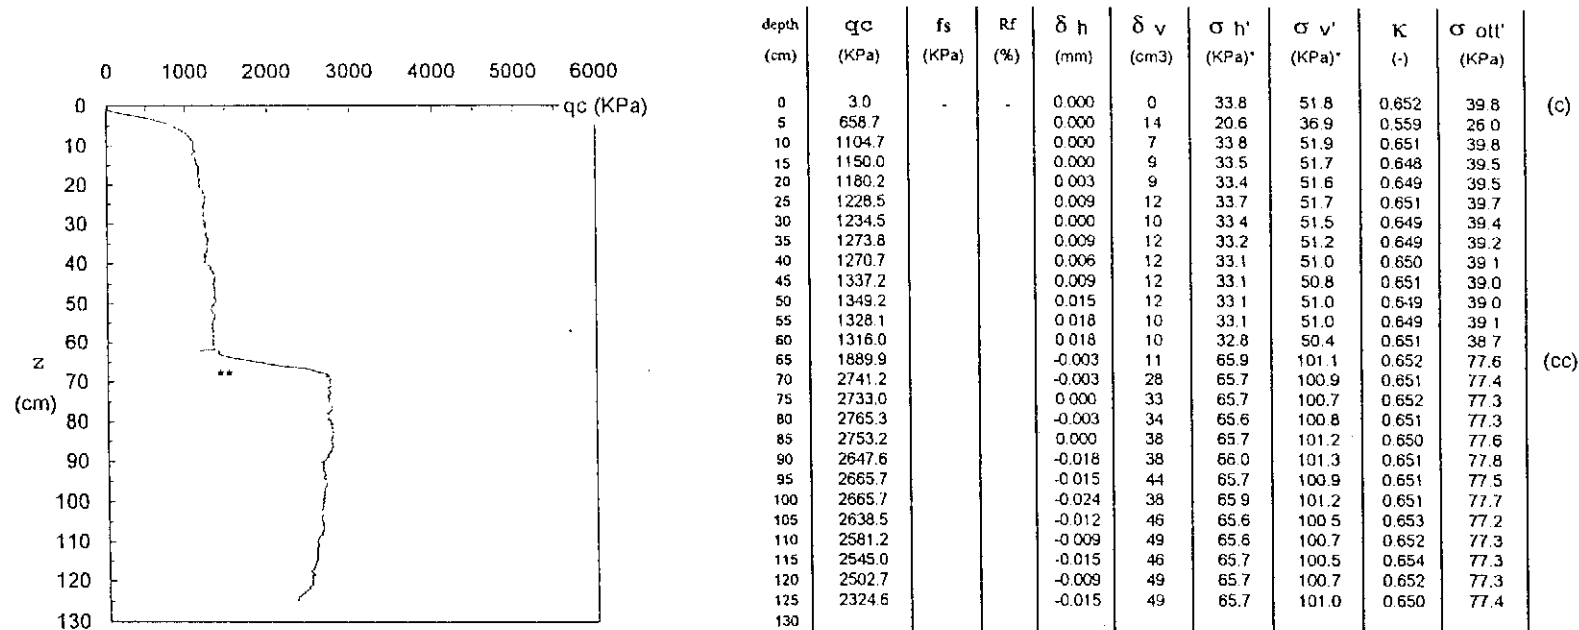 0 1000 2000 3000 4000 5000 6000
qc (KPa)
0
10
20
30
40
50
60
70
80
90
100
110
120
130
z
(cm)
**
depth qc fs Rf δ h δ v σ h' σ v' K σ ott'
(cm) (KPa) (KPa) (%) (mm) (cm3) (KPa)* (KPa)* (-) (KPa)
0 3.0 - - 0.000 0 33.8 51.8 0.652 39.8 (c)
5 658.7 0.000 14 20.6 36.9 0.559 26 0
10 1104.7 0.000 7 33 8 51.9 0.651 39.8
15 1150.0 0.000 9 33.5 51.7 0.648 39.5
20 1180.2 0 003 9 33.4 51.6 0.649 39.5
25 1228.5 0 009 12 33.7 51.7 0.651 39.7
30 1234.5 0.000 10 33 4 51.5 0.649 39 4
35 1273.8 0.009 12 33.2 51.2 0.649 39.2
40 1270.7 0 006 12 33.1 51.0 0.650 39 1
45 1337.2 0 009 12 33.1 50.8 0.651 39.0
50 1349.2 0.015 12 33 1 51.0 0.649 39 0
55 1328.1 0 018 10 33.1 51.0 0.649 39 1
60 1316.0 0 018 10 32.8 50.4 0.651 38 7
65 1889.9 -0.003 11 65.9 101.1 0.652 77.6 (cc)
70 2741.2 -0.003 28 65.7 100.9 0.651 77.4
75 2733.0 0 000 33 65.7 100.7 0.652 77.3
80 2765.3 -0.003 34 65.6 100.8 0.651 77.3
85 2753.2 0.000 38 65.7 101.2 0.650 77.6
90 2647.6 -0.018 38 66.0 101.3 0.651 77.8
95 2665.7 -0 015 44 65.7 100.9 0.651 77.5
100 2665.7 -0.024 38 65.9 101.2 0.651 77.7
105 2638.5 -0.012 46 65.6 100 5 0.653 77.2
110 2581.2 -0 009 49 65.6 100.7 0.652 77.3
115 2545.0 -0.015 46 65.7 100.5 0.654 77.3
120 2502.7 -0.009 49 65.7 100.7 0.652 77.3
125 2324.6 -0.015 49 65.7 101.0 0.650 77.4
130